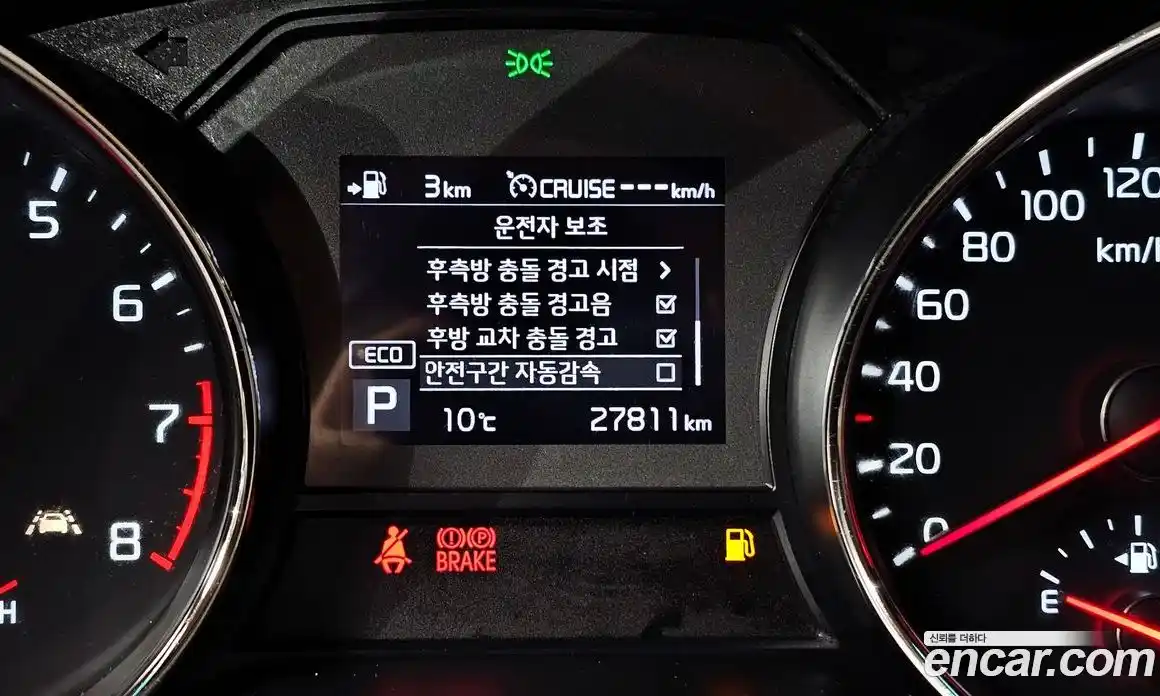 3km CRUISE --- km/h
운전자 보조
후측방 충돌 경고 시점 >
후측방 충돌 경고음
후방 교차 충돌 경고
안전구간 자동감속
ECO
P
10℃ 27811km
5
6
7
8
H
BRAKE
120
100
80
km/h
60
40
20
0
E
신뢰를 더하다
encar.com